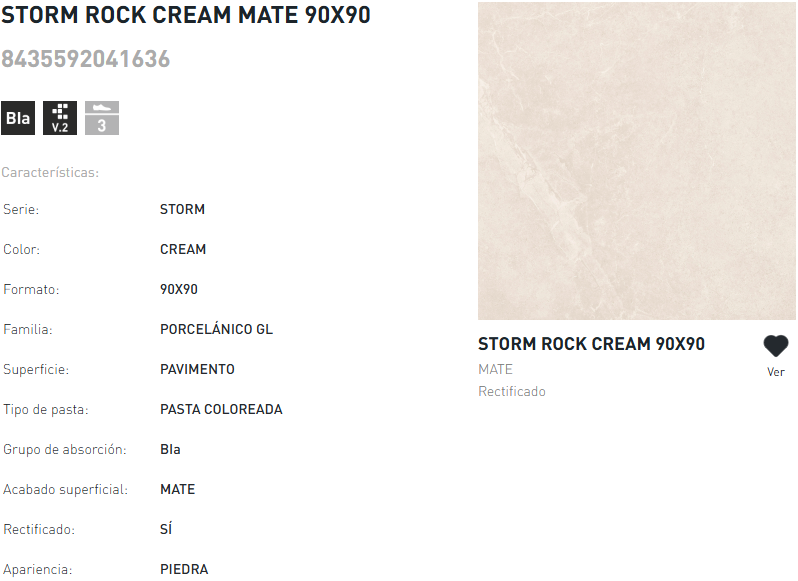 STORM ROCK CREAM MATE 90X90
8435592041636
BIa
V.2
3
Características:
Serie: STORM
Color: CREAM
Formato: 90X90
Familia: PORCELÁNICO GL
Superficie: PAVIMENTO
Tipo de pasta: PASTA COLOREADA
Grupo de absorción: BIa
Acabado superficial: MATE
Rectificado: SÍ
Apariencia: PIEDRA
STORM ROCK CREAM 90X90
MATE
Rectificado
Ver